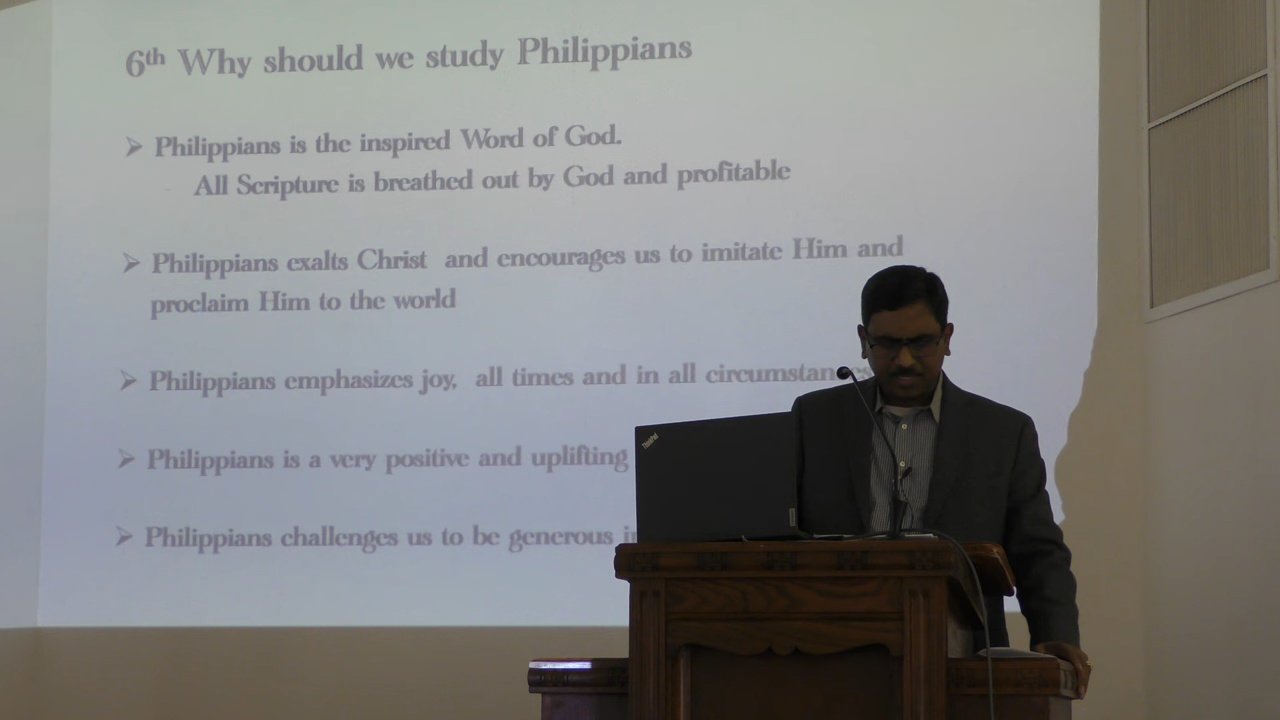 6th Why should we study Philippians
➢ Philippians is the inspired Word of God.
All Scripture is breathed out by God and profitable
➢ Philippians exalts Christ and encourages us to imitate Him and
proclaim Him to the world
➢ Philippians emphasizes joy, all times and in all circumstances
➢ Philippians is a very positive and uplifting
➢ Philippians challenges us to be generous
ThinkPad